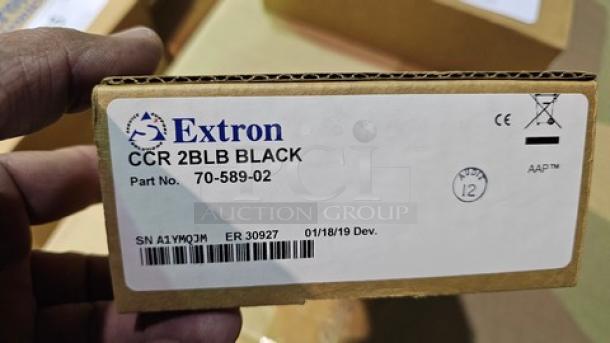 Extron
CE
CCR 2BLB BLACK
Part No. 70-589-02
AAP™
AUDIT
12
PCI
AUCTION GROUP
SN A1YMQJM ER 30927 01/18/19 Dev.